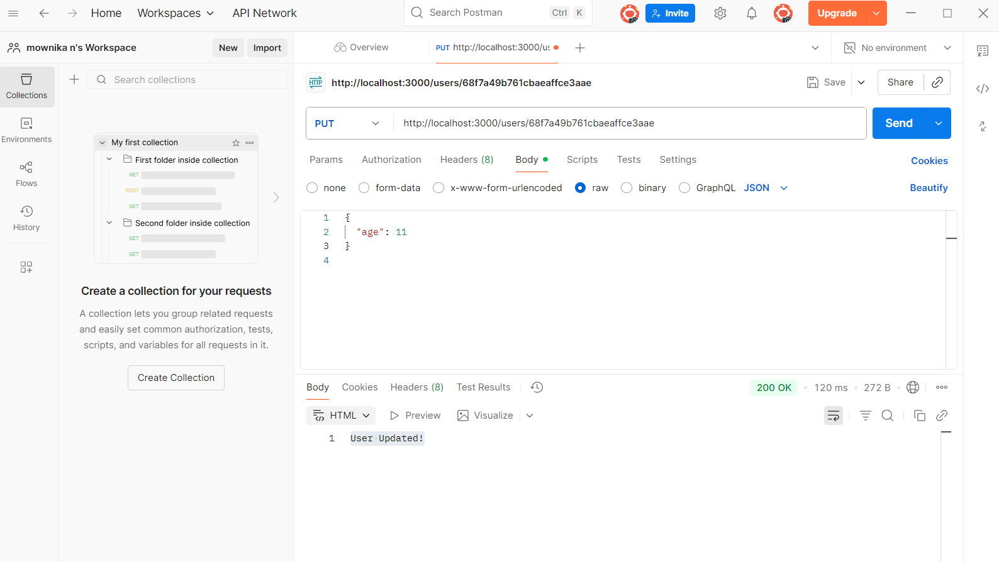 Home Workspaces API Network Search Postman Ctrl K Invite Upgrade
mownika n's Workspace New Import
Overview PUT http://localhost:3000/us No environment
Collections
Environments
Flows
History
Search collections
My first collection
First folder inside collection
GET
POST
GET
Second folder inside collection
GET
GET
Create a collection for your requests
A collection lets you group related requests
and easily set common authorization, tests,
scripts, and variables for all requests in it.
Create Collection
HTTP http://localhost:3000/users/68f7a49b761cbaeaffce3aae Save Share
PUT http://localhost:3000/users/68f7a49b761cbaeaffce3aae Send
Params Authorization Headers (8) Body Scripts Tests Settings Cookies
none form-data x-www-form-urlencoded raw binary GraphQL JSON Beautify
1 {
2 "age": 11
3 }
4
Body Cookies Headers (8) Test Results 200 OK 120 ms 272 B
HTML Preview Visualize
1 User Updated!